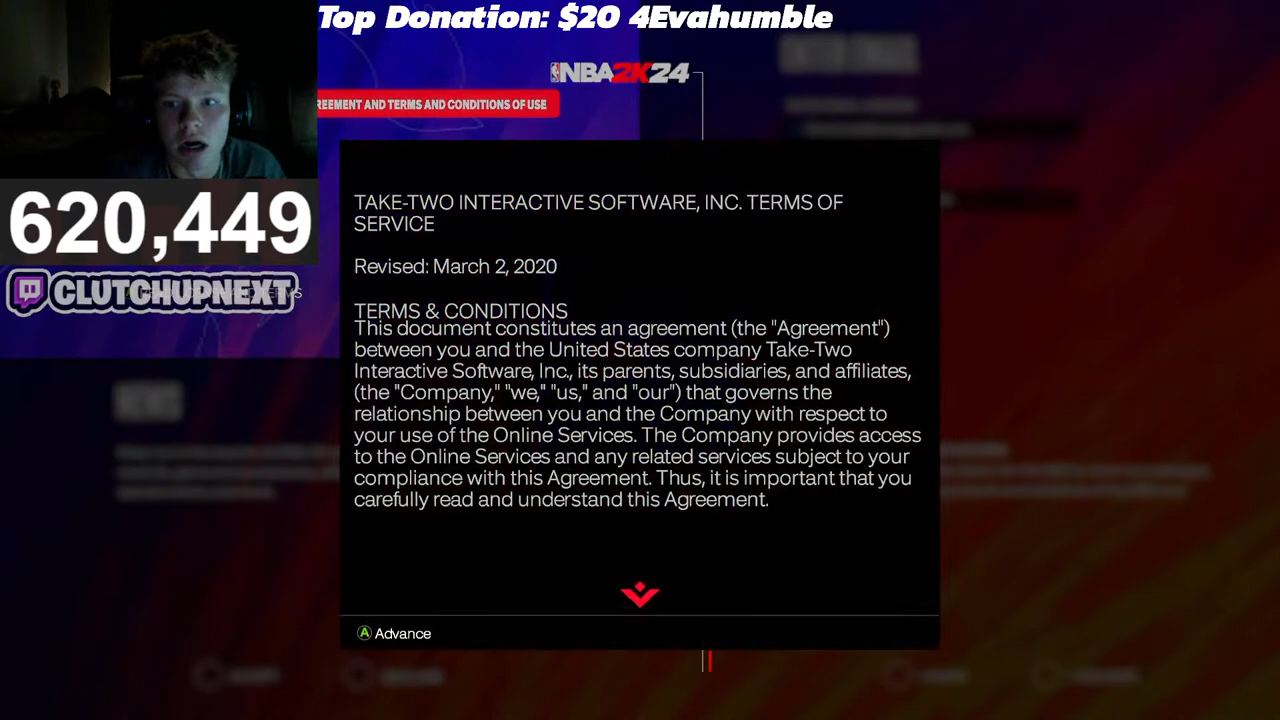 Top Donation: $20 4Evahumble
NBA2K24
REEMENT AND TERMS AND CONDITIONS OF USE
620,449
CLUTCHUPNEXT
TAKE-TWO INTERACTIVE SOFTWARE, INC. TERMS OF
SERVICE
Revised: March 2, 2020
TERMS & CONDITIONS
This document constitutes an agreement (the "Agreement")
between you and the United States company Take-Two
Interactive Software, Inc., its parents, subsidiaries, and affiliates,
(the "Company," "we," "us," and "our") that governs the
relationship between you and the Company with respect to
your use of the Online Services. The Company provides access
to the Online Services and any related services subject to your
compliance with this Agreement. Thus, it is important that you
carefully read and understand this Agreement.
A Advance